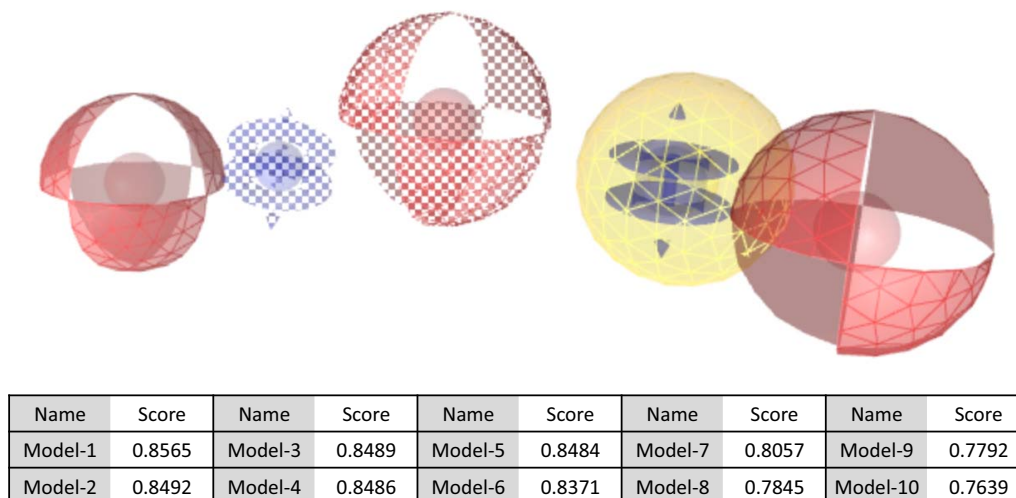 Name Score Name Score Name Score Name Score Name Score
Model-1 0.8565 Model-3 0.8489 Model-5 0.8484 Model-7 0.8057 Model-9 0.7792
Model-2 0.8492 Model-4 0.8486 Model-6 0.8371 Model-8 0.7845 Model-10 0.7639